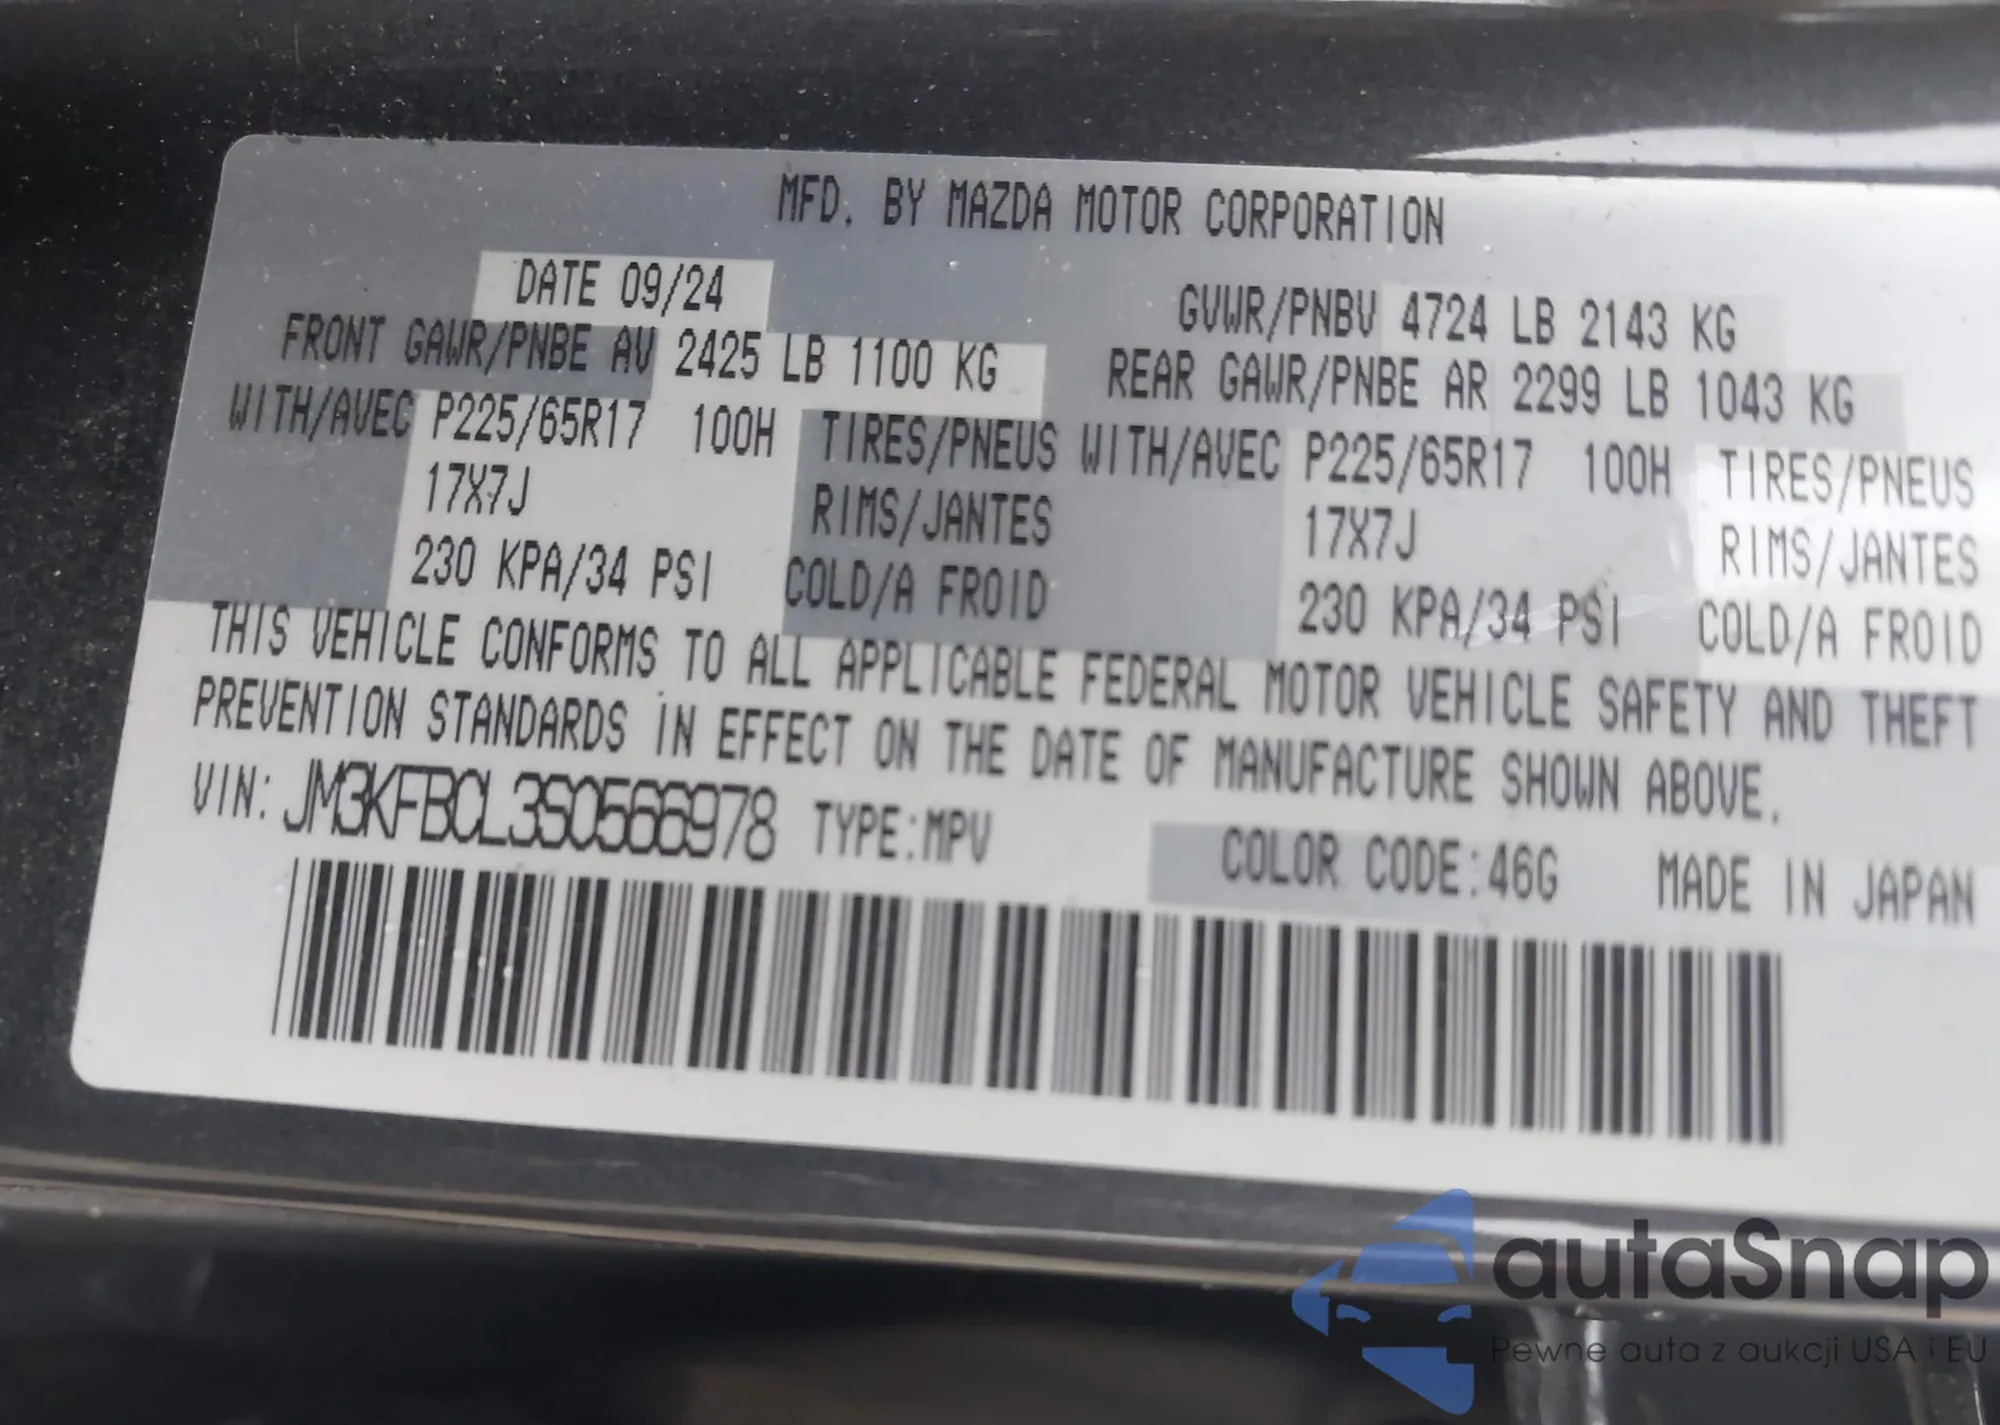 MFD. BY MAZDA MOTOR CORPORATION
DATE 09/24 GVWR/PNBV 4724 LB 2143 KG
FRONT GAWR/PNBE AV 2425 LB 1100 KG REAR GAWR/PNBE AR 2299 LB 1043 KG
WITH/AVEC P225/65R17 100H TIRES/PNEUS WITH/AVEC P225/65R17 100H TIRES/PNEUS
17X7J RIMS/JANTES 17X7J RIMS/JANTES
230 KPA/34 PSI COLD/A FROID 230 KPA/34 PSI COLD/A FROID
THIS VEHICLE CONFORMS TO ALL APPLICABLE FEDERAL MOTOR VEHICLE SAFETY AND THEFT
PREVENTION STANDARDS IN EFFECT ON THE DATE OF MANUFACTURE SHOWN ABOVE.
VIN: JM3KFBCL3S0566978 TYPE:MPV COLOR CODE:46G MADE IN JAPAN
autaSnap
Pewne auta z aukcji USA i EU